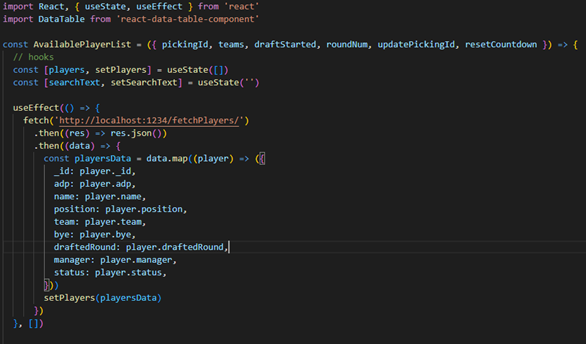 import React, { useState, useEffect } from 'react'
import DataTable from 'react-data-table-component'

const AvailablePlayerList = ({ pickingId, teams, draftStarted, roundNum, updatePickingId, resetCountdown }) => {
  // hooks
  const [players, setPlayers] = useState([])
  const [searchText, setSearchText] = useState('')

  useEffect(() => {
    fetch('http://localhost:1234/fetchPlayers/')
      .then((res) => res.json())
      .then((data) => {
        const playersData = data.map((player) => ({
          _id: player._id,
          adp: player.adp,
          name: player.name,
          position: player.position,
          team: player.team,
          bye: player.bye,
          draftedRound: player.draftedRound,
          manager: player.manager,
          status: player.status,
        }))
        setPlayers(playersData)
      })
  }, [])